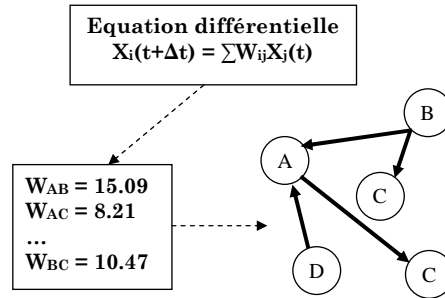 Equation différentielle
Xi(t+Δt) = ∑WijXj(t)
WAB = 15.09
WAC = 8.21
...
WBC = 10.47
B
A
C
D
C